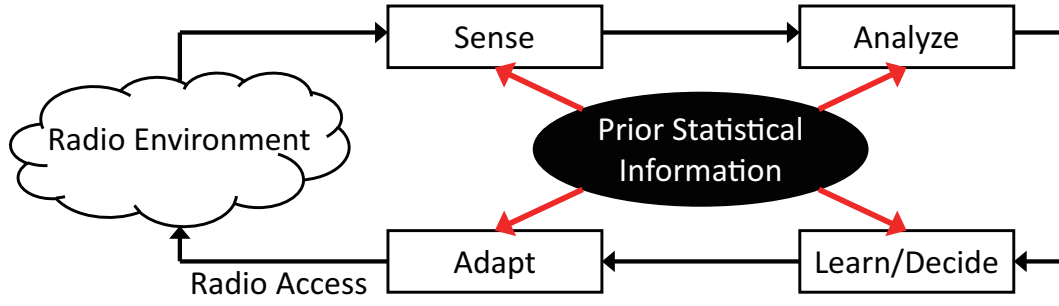 Sense
Analyze
Radio Environment
Prior Statistical
Information
Adapt
Learn/Decide
Radio Access